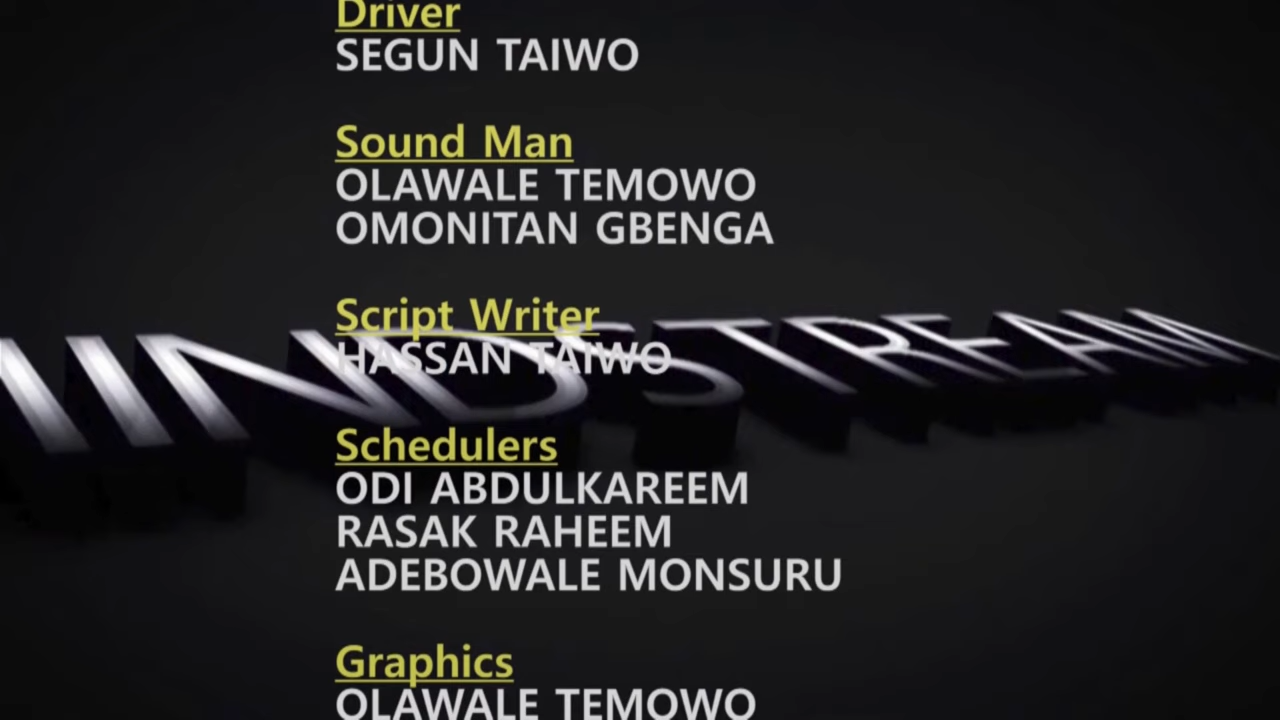 Driver
SEGUN TAIWO
Sound Man
OLAWALE TEMOWO
OMONITAN GBENGA
Script Writer
HASSAN TAIWO
INDSTREAM
Schedulers
ODI ABDULKAREEM
RASAK RAHEEM
ADEBOWALE MONSURU
Graphics
OLAWALE TEMOWO